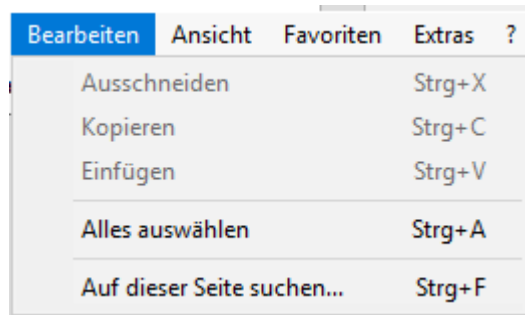 Bearbeiten Ansicht Favoriten Extras ?
Ausschneiden Strg+X
Kopieren Strg+C
Einfügen Strg+V
Alles auswählen Strg+A
Auf dieser Seite suchen... Strg+F